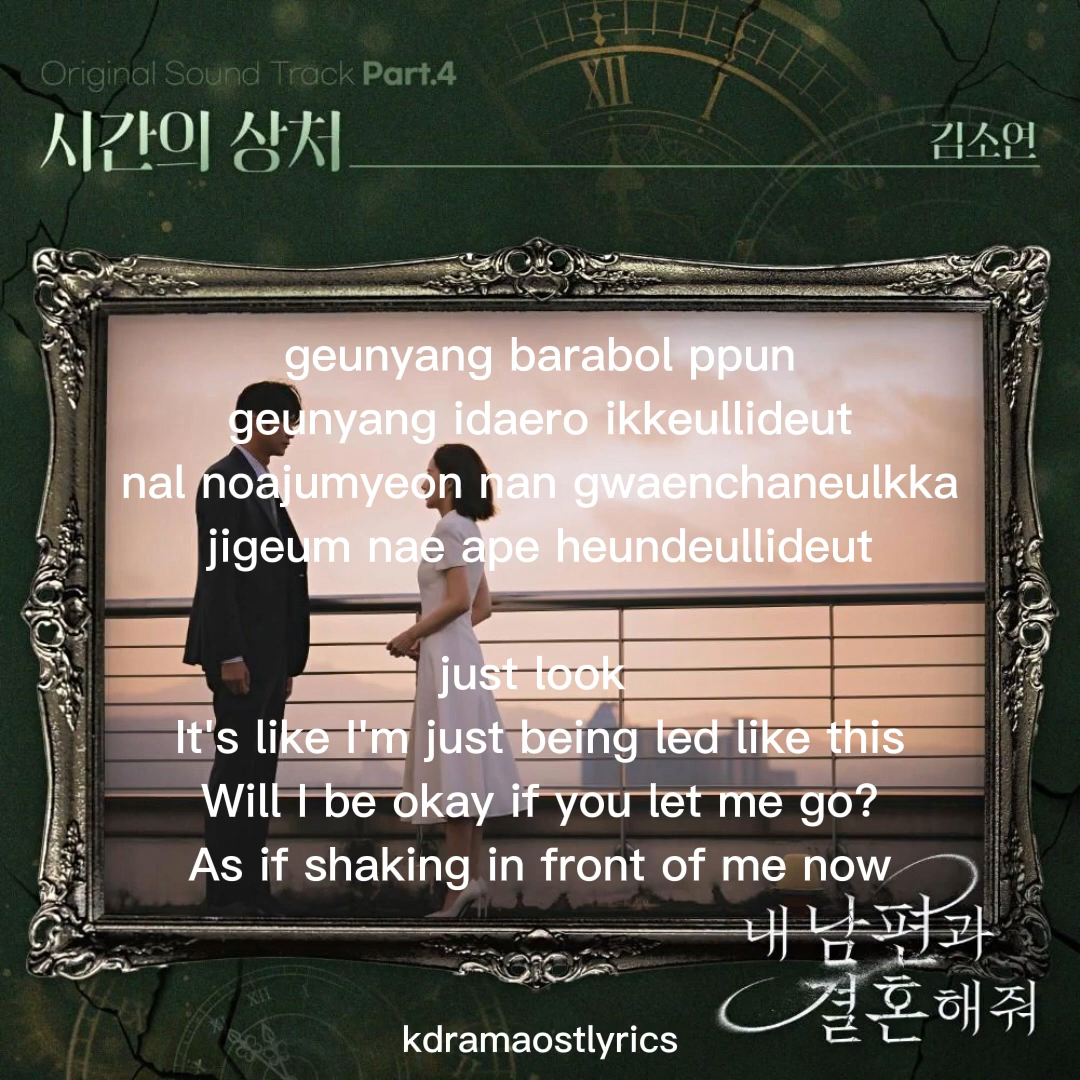 Original Sound Track Part.4
시간의 상처
김소연
geunyang barabol ppun
geunyang idaero ikkeullideut
nal noajumyeon nan gwaenchaneulkka
jigeum nae ape heundeullideut
just look
It's like I'm just being led like this
Will I be okay if you let me go?
As if shaking in front of me now
내 남편과
결혼해줘
kdramaostlyrics
XII
XII